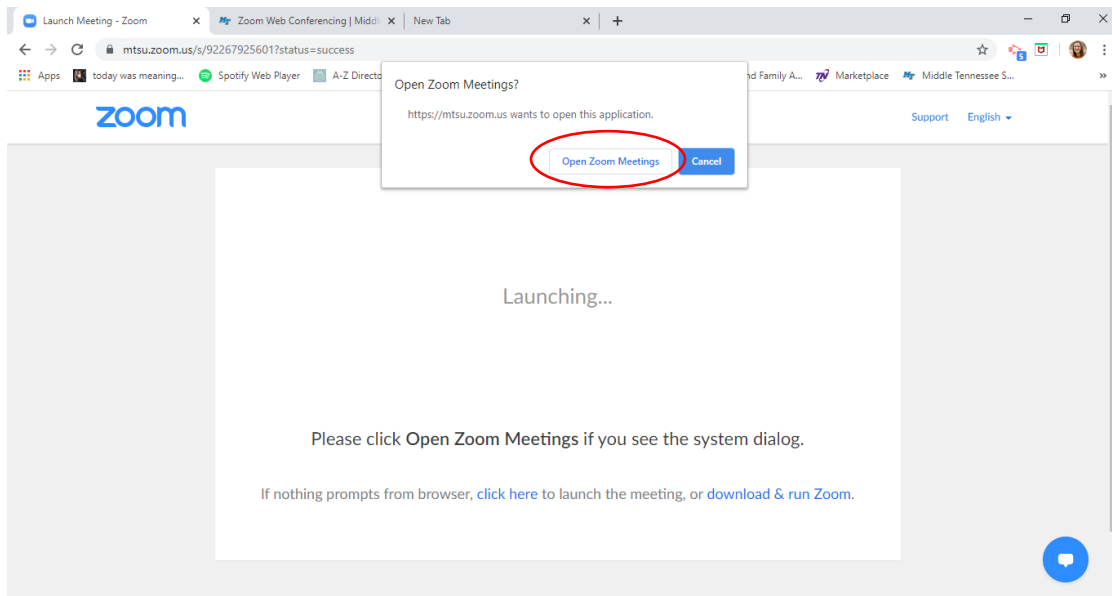 Launch Meeting - Zoom
Zoom Web Conferencing | Middl
New Tab
mtsu.zoom.us/s/92267925601?status=success
Apps today was meaning... Spotify Web Player A-Z Directo nd Family A... Marketplace Middle Tennessee S... »
Open Zoom Meetings?
https://mtsu.zoom.us wants to open this application.
Open Zoom Meetings Cancel
zoom
Support English
Launching...
Please click Open Zoom Meetings if you see the system dialog.
If nothing prompts from browser, click here to launch the meeting, or download & run Zoom.